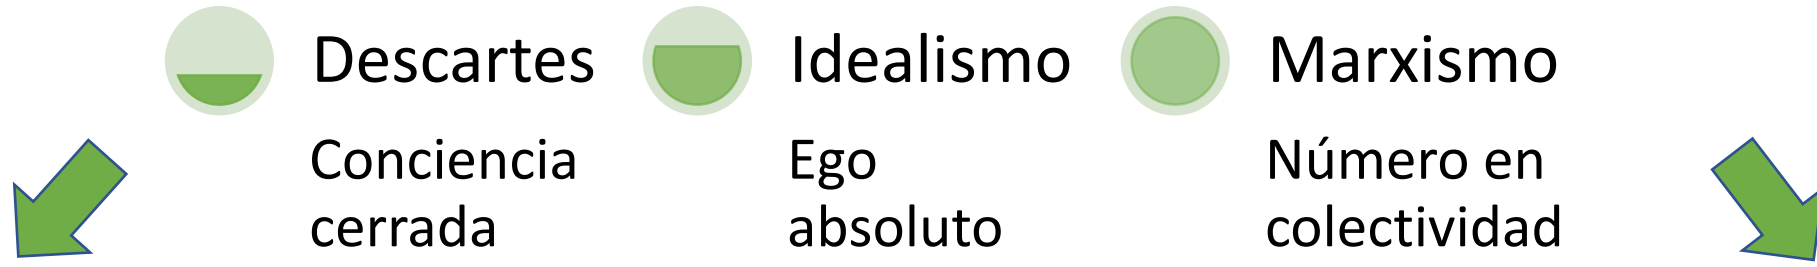 Descartes
Conciencia
cerrada
Idealismo
Ego
absoluto
Marxismo
Número en
colectividad